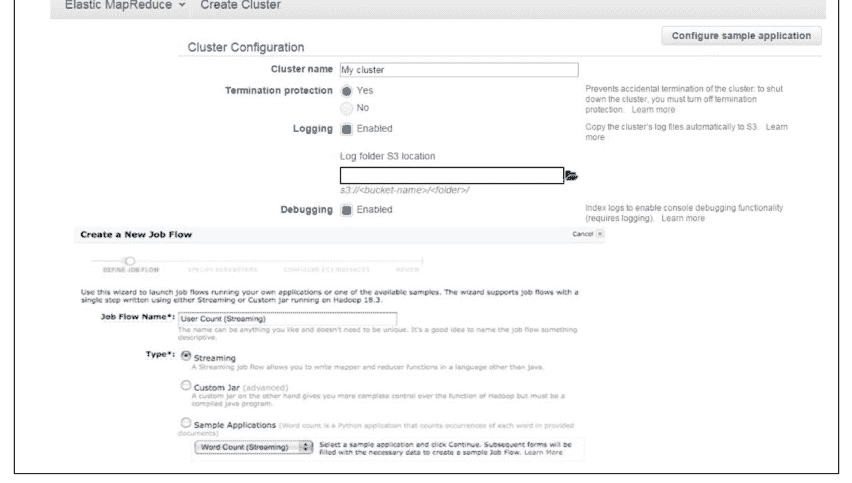 Elastic MapReduce Create Cluster
Configure sample application
Cluster Configuration
Cluster name My cluster
Termination protection Yes
No
Prevents accidental termination of the cluster: to shut
down the cluster, you must turn off termination
protection. Learn more
Logging Enabled
Copy the cluster's log files automatically to S3. Learn
more
Log folder S3 location
s3://<bucket-name>/<folder>/
Debugging Enabled
Index logs to enable console debugging functionality
(requires logging). Learn more
Create a New Job Flow
Cancel x
DEFINE JOB FLOW SPECIFY PARAMETERS CONFIGURE EC2 INSTANCES REVIEW
Use this wizard to launch job flows running your own applications or one of the available samples. The wizard supports job flows with a
single step written using either Streaming or Custom jar running on Hadoop 18.3.
Job Flow Name*: User Count (Streaming)
The name can be anything you like and doesn't need to be unique. It's a good idea to name the job flow something
descriptive.
Type*: Streaming
A Streaming job flow allows you to write mapper and reducer functions in a language other then java.
Custom Jar (advanced)
A custom jar on the other hand gives you more complete control over the function of Hadoop but must be a
compiled java program.
Sample Applications (Word count is a Python application that counts occurrences of each word in provided
documents)
Word Count (Streaming)
Select a sample application and click Continue. Subsequent forms will be
filled with the necessary data to create a sample Job Flow. Learn More